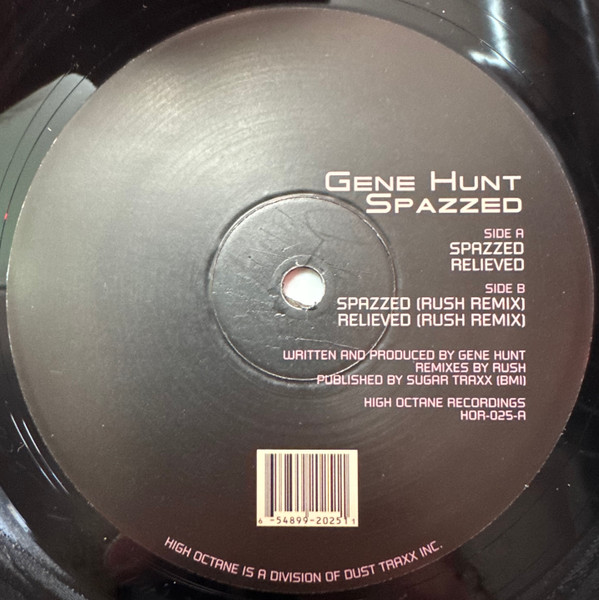 GENE HUNT
SPAZZED
SIDE A
SPAZZED
RELIEVED
SIDE B
SPAZZED (RUSH REMIX)
RELIEVED (RUSH REMIX)
WRITTEN AND PRODUCED BY GENE HUNT
REMIXES BY RUSH
PUBLISHED BY SUGAR TRAXX (BMI)
HIGH OCTANE RECORDINGS
HOR-025-A
6 -54899-20251 1
HIGH OCTANE IS A DIVISION OF DUST TRAXX INC.